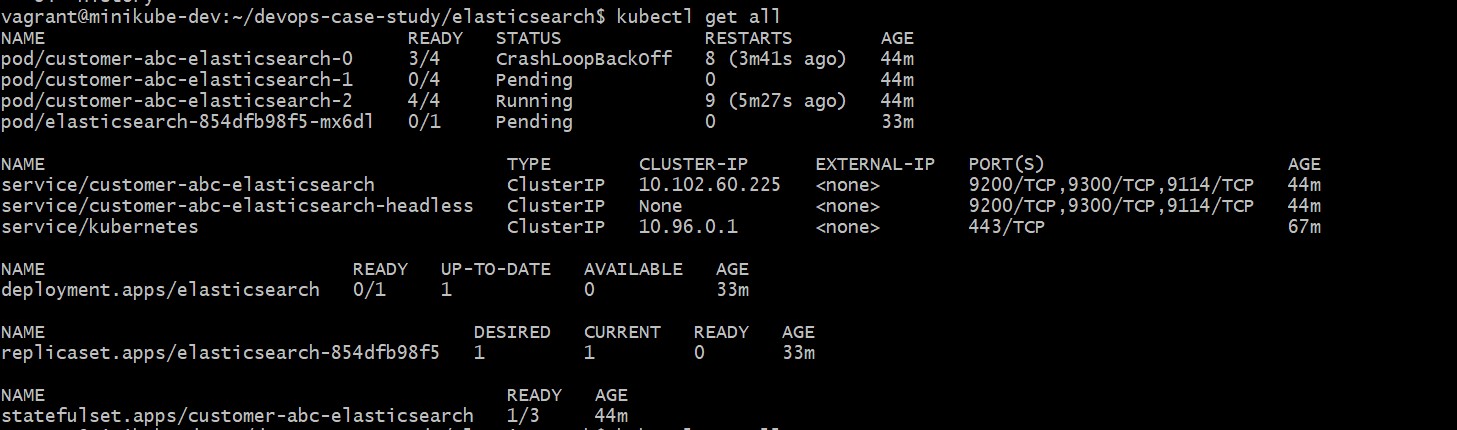 vagrant@minikube-dev:~/devops-case-study/elasticsearch$ kubectl get all
NAME READY STATUS RESTARTS AGE
pod/customer-abc-elasticsearch-0 3/4 CrashLoopBackOff 8 (3m41s ago) 44m
pod/customer-abc-elasticsearch-1 0/4 Pending 0 44m
pod/customer-abc-elasticsearch-2 4/4 Running 9 (5m27s ago) 44m
pod/elasticsearch-854dfb98f5-mx6dl 0/1 Pending 0 33m
NAME TYPE CLUSTER-IP EXTERNAL-IP PORT(S) AGE
service/customer-abc-elasticsearch ClusterIP 10.102.60.225 <none> 9200/TCP,9300/TCP,9114/TCP 44m
service/customer-abc-elasticsearch-headless ClusterIP None <none> 9200/TCP,9300/TCP,9114/TCP 44m
service/kubernetes ClusterIP 10.96.0.1 <none> 443/TCP 67m
NAME READY UP-TO-DATE AVAILABLE AGE
deployment.apps/elasticsearch 0/1 1 0 33m
NAME DESIRED CURRENT READY AGE
replicaset.apps/elasticsearch-854dfb98f5 1 1 0 33m
NAME READY AGE
statefulset.apps/customer-abc-elasticsearch 1/3 44m